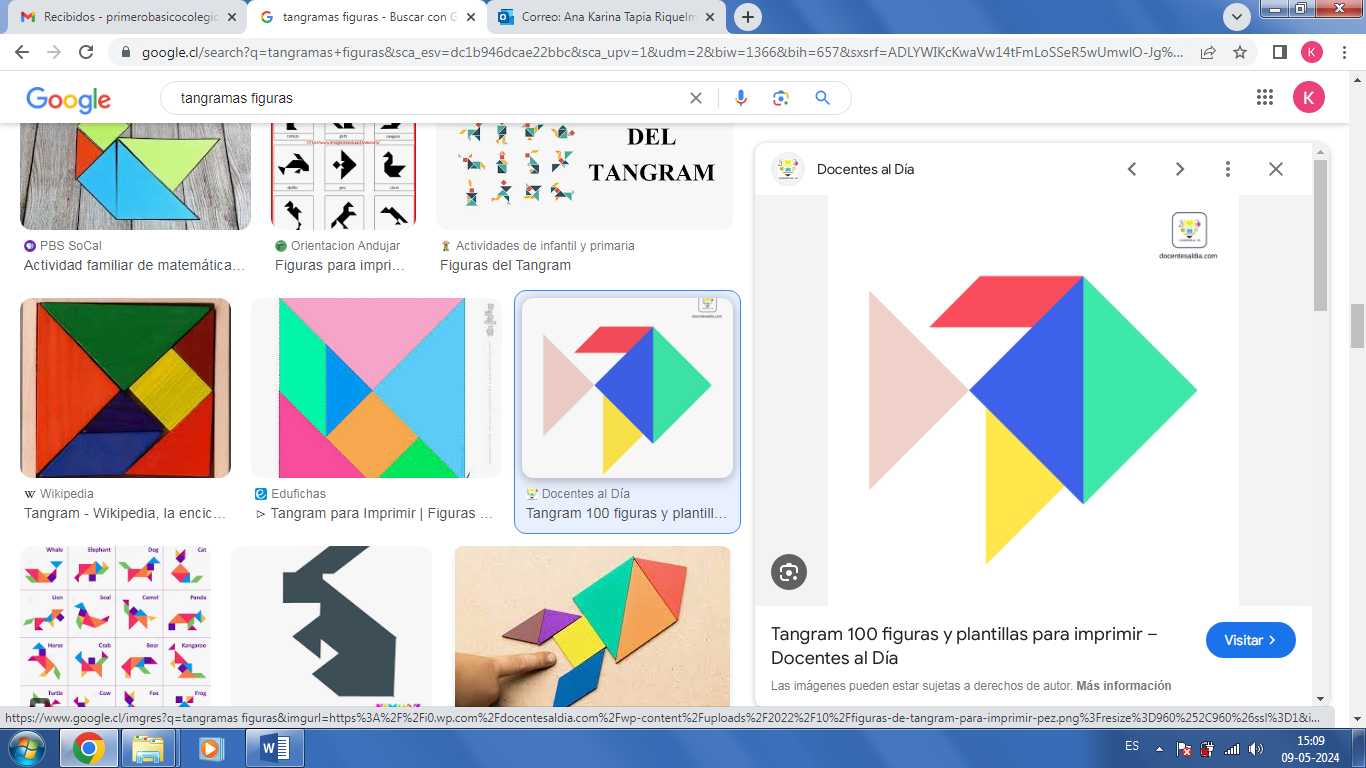 Recibidos - primerobasicocolegio
tangramas figuras - Buscar con G
Correo: Ana Karina Tapia Riquelm
google.cl/search?q=tangramas+figuras&sca_esv=dc1b946dcae22bbc&sca_upv=1&udm=2&biw=1366&bih=657&sxsrf=ADLYWIKcKwaVw14tFmLoSSeR5wUmwlO-Jg%...
K
Google
tangramas figuras
K
DEL
TANGRAM
PBS SoCal
Actividad familiar de matemática...
Orientacion Andujar
Figuras para impri...
Actividades de infantil y primaria
Figuras del Tangram
Docentes al Día
docentesaldia.com
Wikipedia
Tangram - Wikipedia, la encic...
Edufichas
▷ Tangram para Imprimir | Figuras ...
Docentes al Día
Tangram 100 figuras y plantill...
Whale Elephant Dog Cat
Lion Seal Camel Panda
Horse Crab Bear Kangaroo
Turtle Cow Fox Frog
Tangram 100 figuras y plantillas para imprimir –
Docentes al Día
Visitar
Las imágenes pueden estar sujetas a derechos de autor. Más información
https://www.google.cl/imgres?q=tangramas figuras&imgurl=https%3A%2F%2Fi0.wp.com%2Fdocentesaldia.com%2Fwp-content%2Fuploads%2F2022%2F10%2Ffiguras-de-tangram-para-imprimir-pez.png%3Fresize%3D960%252C960%26ssl%3D1&i...
ES
15:09
09-05-2024